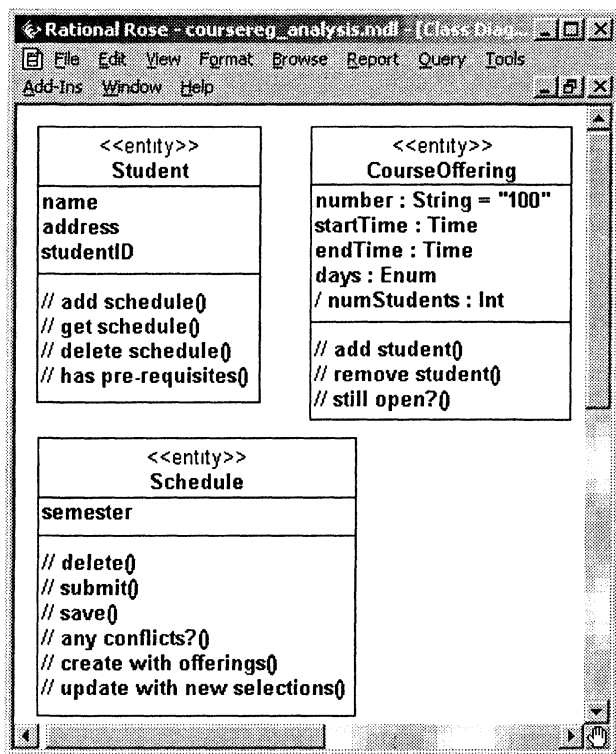 Rational Rose - coursereg_analysis.mdl - [Class Diag...
File Edit View Format Browse Report Query Tools
Add-Ins Window Help
<<entity>>
Student
name
address
studentID
// add schedule()
// get schedule()
// delete schedule()
// has pre-requisites()
<<entity>>
CourseOffering
number : String = "100"
startTime : Time
endTime : Time
days : Enum
/ numStudents : Int
// add student()
// remove student()
// still open?()
<<entity>>
Schedule
semester
// delete()
// submit()
// save()
// any conflicts?()
// create with offerings()
// update with new selections()